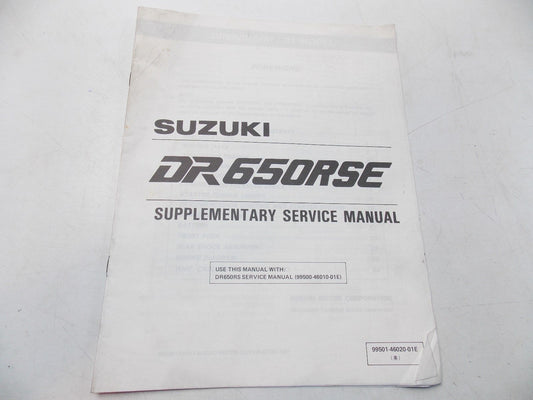 SUZUKI
DR650RSE
SUPPLEMENTARY SERVICE MANUAL
USE THIS MANUAL WITH:
DR650RS SERVICE MANUAL (99500-46010-01E)
99501-46020-01E